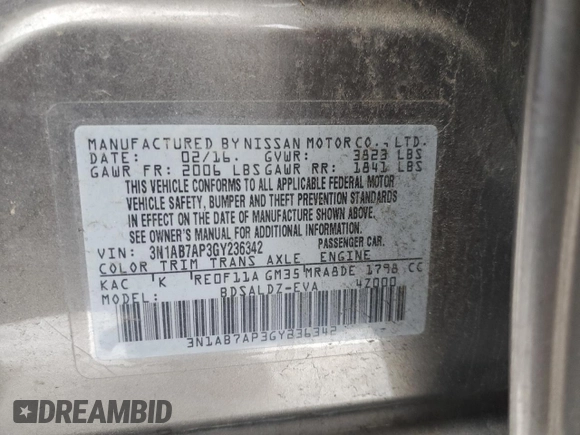 MANUFACTURED BY NISSAN MOTOR CO., LTD.
DATE: 02/16. GVWR: 3823 LBS
GAWR FR: 2006 LBS GAWR RR: 1841 LBS
THIS VEHICLE CONFORMS TO ALL APPLICABLE FEDERAL MOTOR
VEHICLE SAFETY, BUMPER AND THEFT PREVENTION STANDARDS
IN EFFECT ON THE DATE OF MANUFACTURE SHOWN ABOVE.
SEE OWNER'S MANUAL FOR ADDITIONAL INFORMATION.
VIN: 3N1AB7AP3GY236342 PASSENGER CAR
COLOR TRIM TRANS AXLE ENGINE
KAC K RE0F11A GM35 MRA8DE 1798 CC
MODEL: BDSALDZ-EVA 4Z000
3N1AB7AP3GY236342
DREAMBID